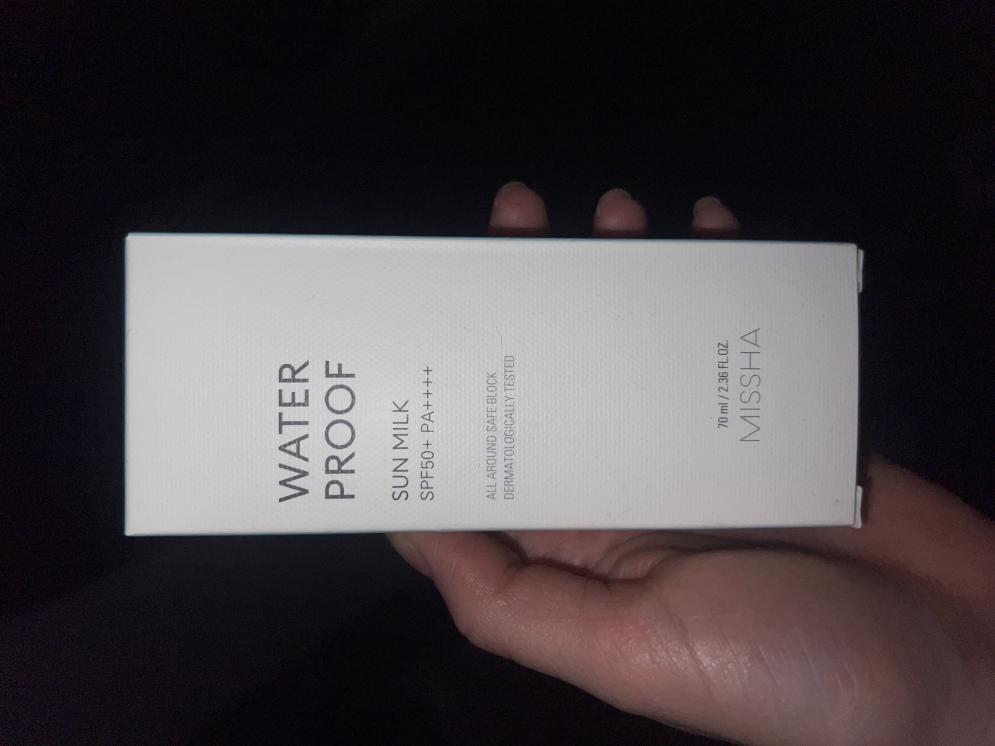 WATER
PROOF
SUN MILK
SPF50+ PA++++
ALL AROUND SAFE BLOCK
DERMATOLOGICALLY TESTED
70 ml / 2.36 FL.OZ.
MISSHA